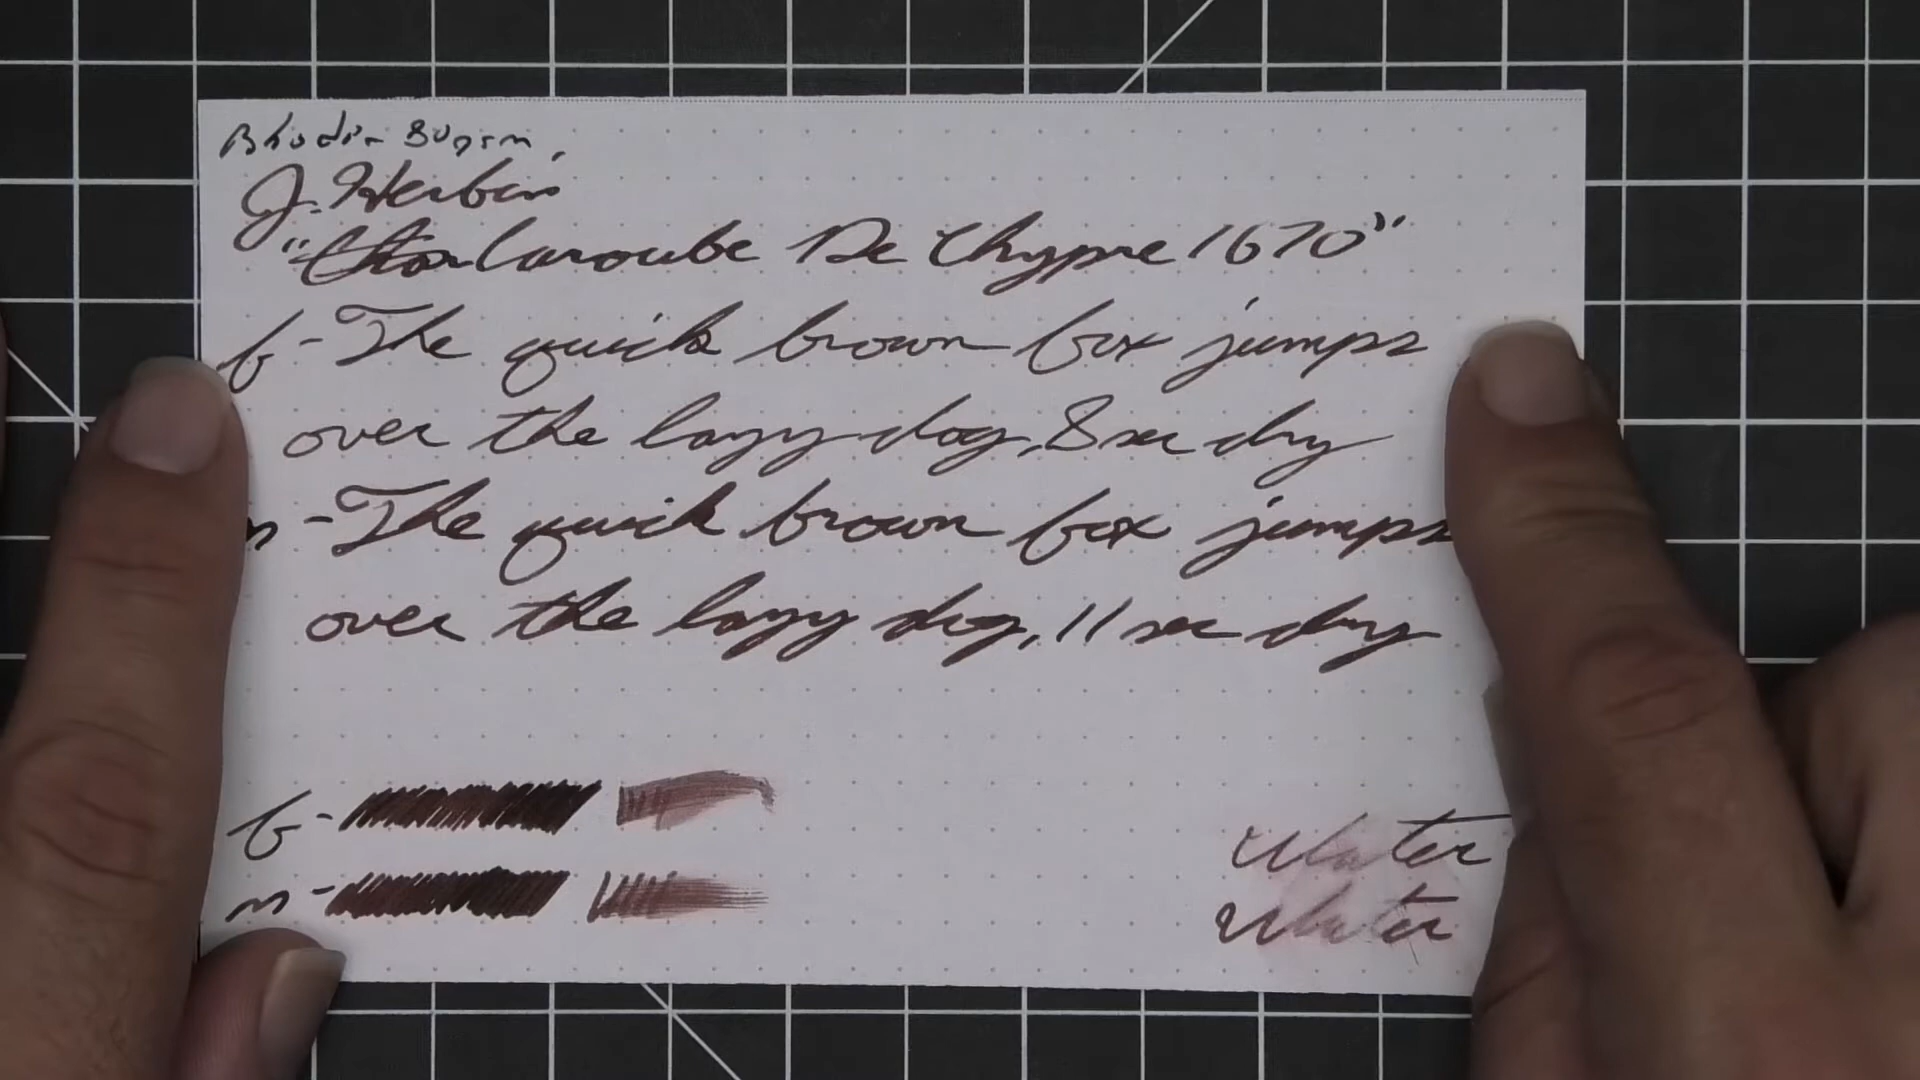 Rhodia 80gsm
J. Herbin
"Caroube De Chypre 1670"
f - The quick brown fox jumps
over the lazy dog, 8 sec dry
m - The quick brown fox jumps
over the lazy dog, 11 sec dry
f -
m -
Water
Water